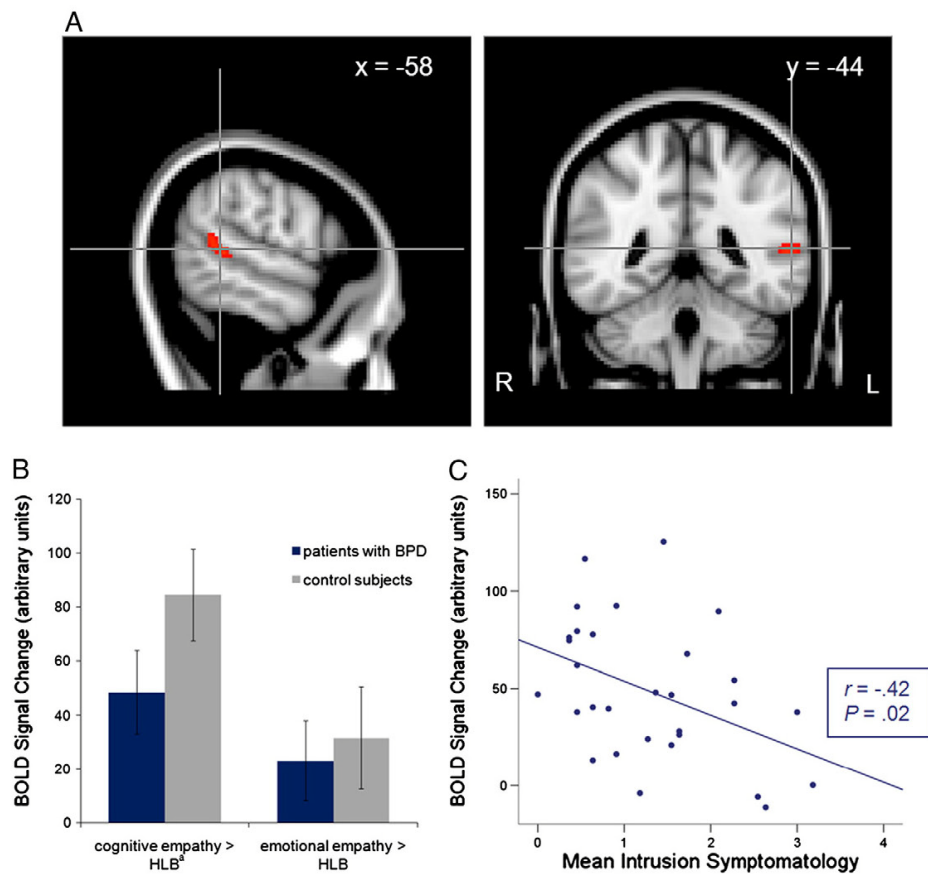 A
x = -58
y = -44
R
L
B
BOLD Signal Change (arbitrary units)
120
100
80
60
40
20
0
patients with BPD
control subjects
cognitive empathy >
HLBa
emotional empathy >
HLB
C
BOLD Signal Change (arbitrary units)
150
100
50
0
r = -.42
P = .02
0
1
2
3
4
Mean Intrusion Symptomatology